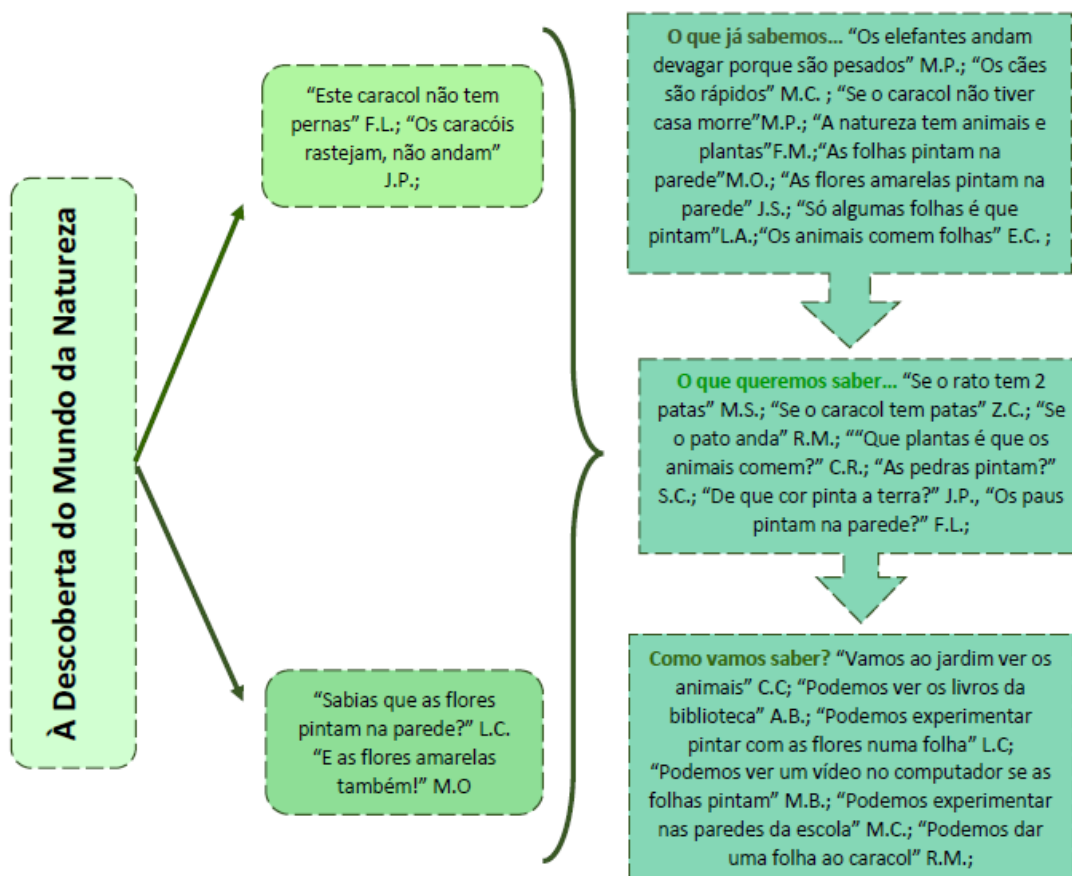 À Descoberta do Mundo da Natureza
“Este caracol não tem
pernas” F.L.; “Os caracóis
rastejam, não andam”
J.P.;
“Sabias que as flores
pintam na parede?” L.C.
“E as flores amarelas
também!” M.O
O que já sabemos... “Os elefantes andam
devagar porque são pesados” M.P.; “Os cães
são rápidos” M.C. ; “Se o caracol não tiver
casa morre”M.P.; “A natureza tem animais e
plantas”F.M.;“As folhas pintam na
parede”M.O.; “As flores amarelas pintam na
parede” J.S.; “Só algumas folhas é que
pintam”L.A.;“Os animais comem folhas” E.C. ;
O que queremos saber... “Se o rato tem 2
patas” M.S.; “Se o caracol tem patas” Z.C.; “Se
o pato anda” R.M.; ““Que plantas é que os
animais comem?” C.R.; “As pedras pintam?”
S.C.; “De que cor pinta a terra?” J.P., “Os paus
pintam na parede?” F.L.;
Como vamos saber? “Vamos ao jardim ver os
animais” C.C; “Podemos ver os livros da
biblioteca” A.B.; “Podemos experimentar
pintar com as flores numa folha” L.C;
“Podemos ver um vídeo no computador se as
folhas pintam” M.B.; “Podemos experimentar
nas paredes da escola” M.C.; “Podemos dar
uma folha ao caracol” R.M.;